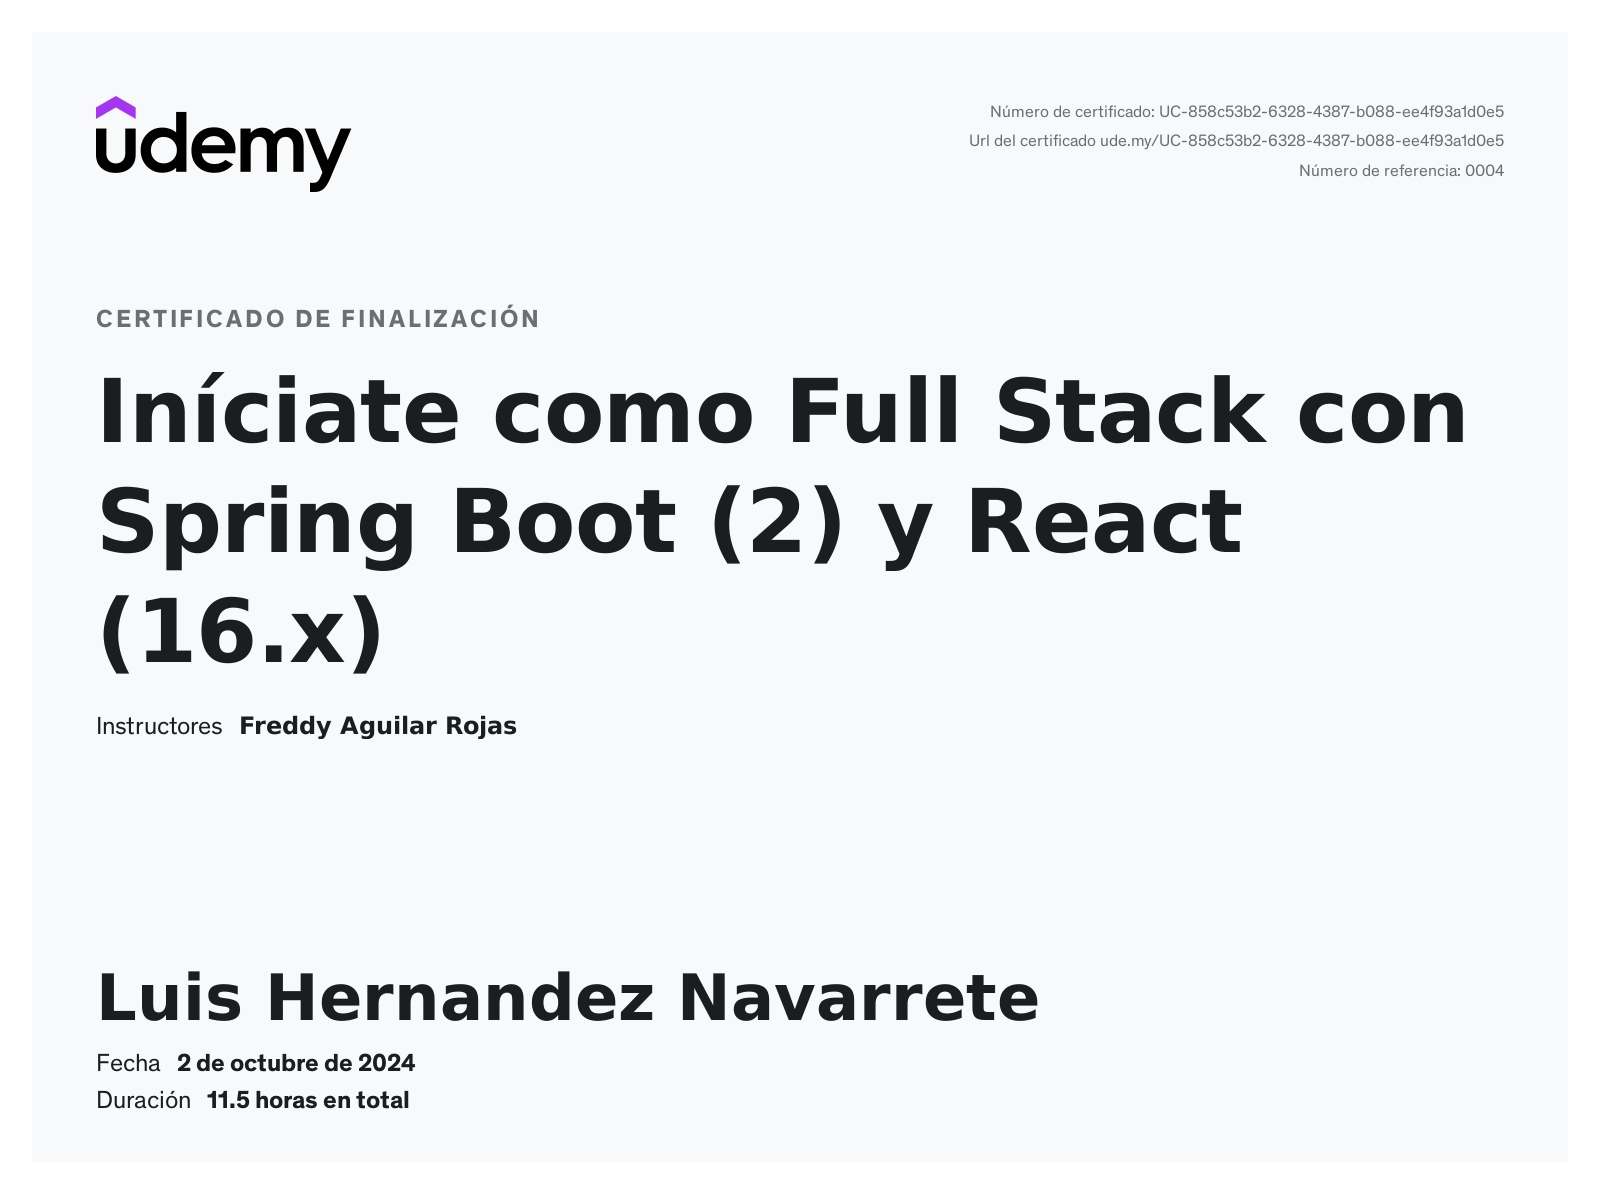 udemy
Número de certificado: UC-858c53b2-6328-4387-b088-ee4f93a1d0e5
Url del certificado ude.my/UC-858c53b2-6328-4387-b088-ee4f93a1d0e5
Número de referencia: 0004
CERTIFICADO DE FINALIZACIÓN
Iníciate como Full Stack con
Spring Boot (2) y React
(16.x)
Instructores Freddy Aguilar Rojas
Luis Hernandez Navarrete
Fecha 2 de octubre de 2024
Duración 11.5 horas en total